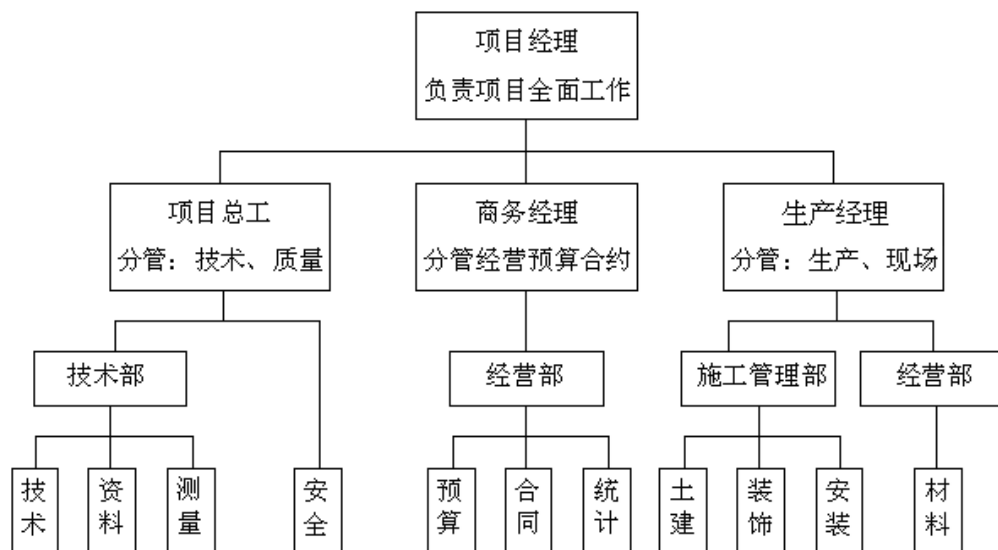 项目经理
负责项目全面工作
项目总工
分管：技术、质量
商务经理
分管经营预算合约
生产经理
分管：生产、现场
技术部
经营部
施工管理部
经营部
技术
资料
测量
安全
预算
合同
统计
土建
装饰
安装
材料